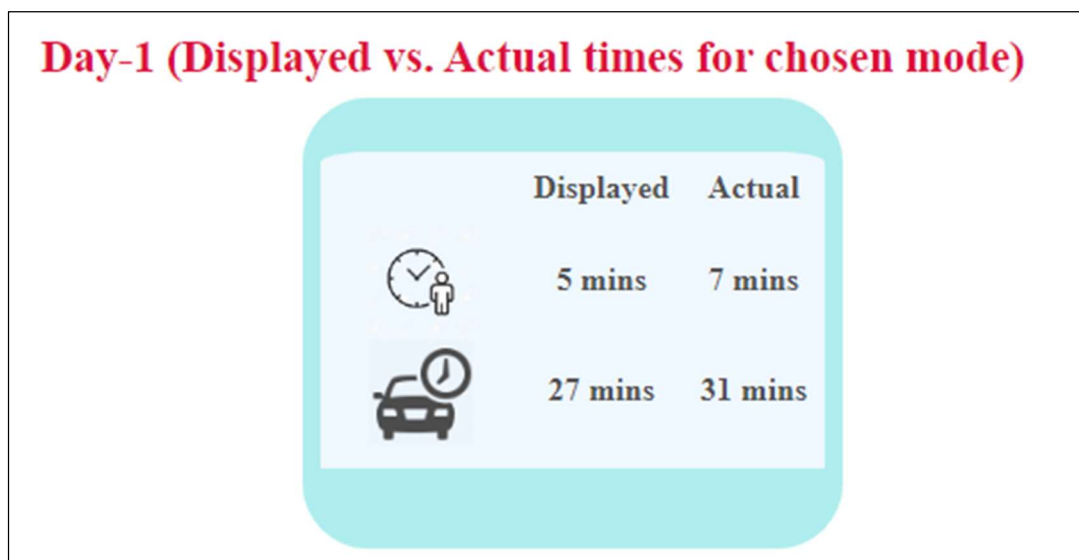 Day-1 (Displayed vs. Actual times for chosen mode)
Displayed Actual
5 mins 7 mins
27 mins 31 mins